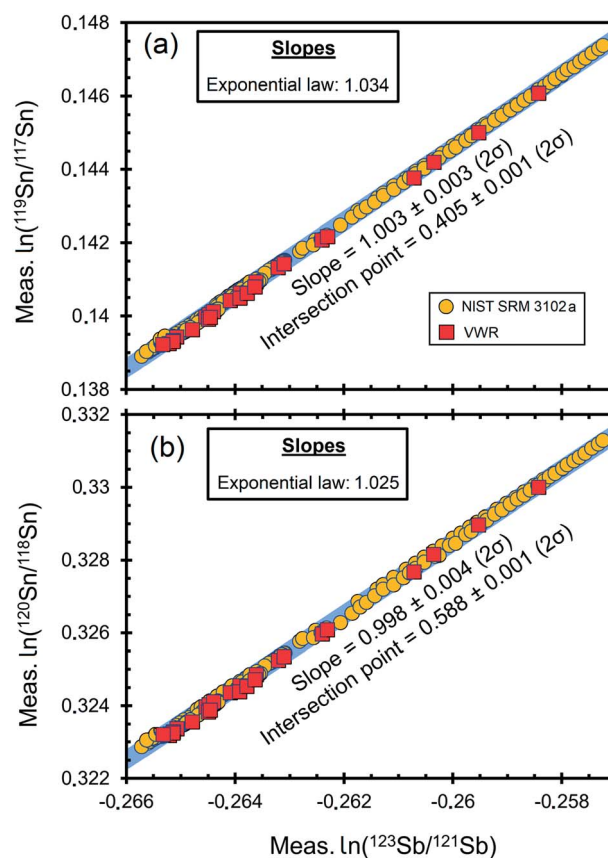 0.148
0.146
0.144
0.142
0.14
0.138
Meas. ln(¹¹⁹Sn/¹¹⁷Sn)
(a)
Slopes
Exponential law: 1.034
Slope = 1.003 ± 0.003 (2σ)
Intersection point = 0.405 ± 0.001 (2σ)
NIST SRM 3102a
VWR
0.332
0.33
0.328
0.326
0.324
0.322
Meas. ln(¹²⁰Sn/¹¹⁸Sn)
(b)
Slopes
Exponential law: 1.025
Slope = 0.998 ± 0.004 (2σ)
Intersection point = 0.588 ± 0.001 (2σ)
-0.266 -0.264 -0.262 -0.26 -0.258
Meas. ln(¹²³Sb/¹²¹Sb)